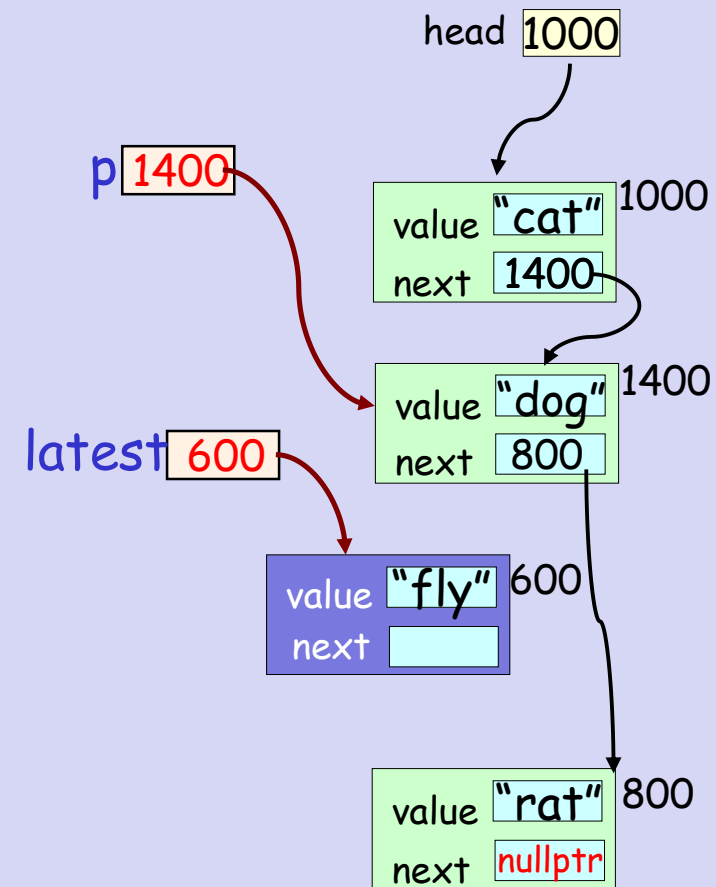 head 1000
p 1400
1000
value "cat"
next 1400
1400
value "dog"
next 800
latest 600
600
value "fly"
next
800
value "rat"
next nullptr